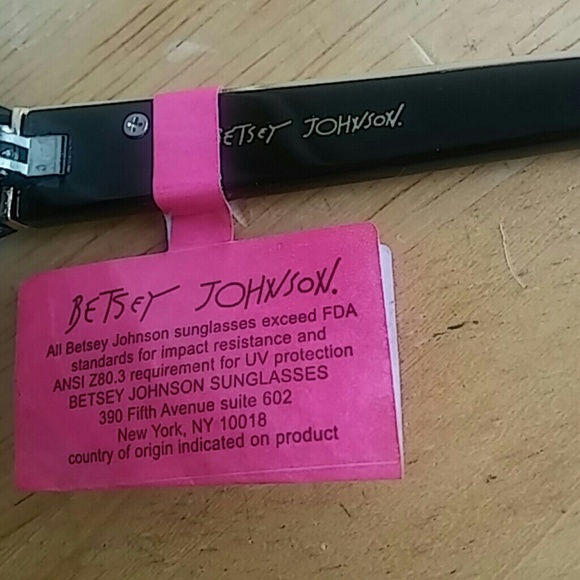 BETSEY JOHNSON.
BETSEY JOHNSON.
All Betsey Johnson sunglasses exceed FDA
standards for impact resistance and
ANSI Z80.3 requirement for UV protection
BETSEY JOHNSON SUNGLASSES
390 Fifth Avenue suite 602
New York, NY 10018
country of origin indicated on product